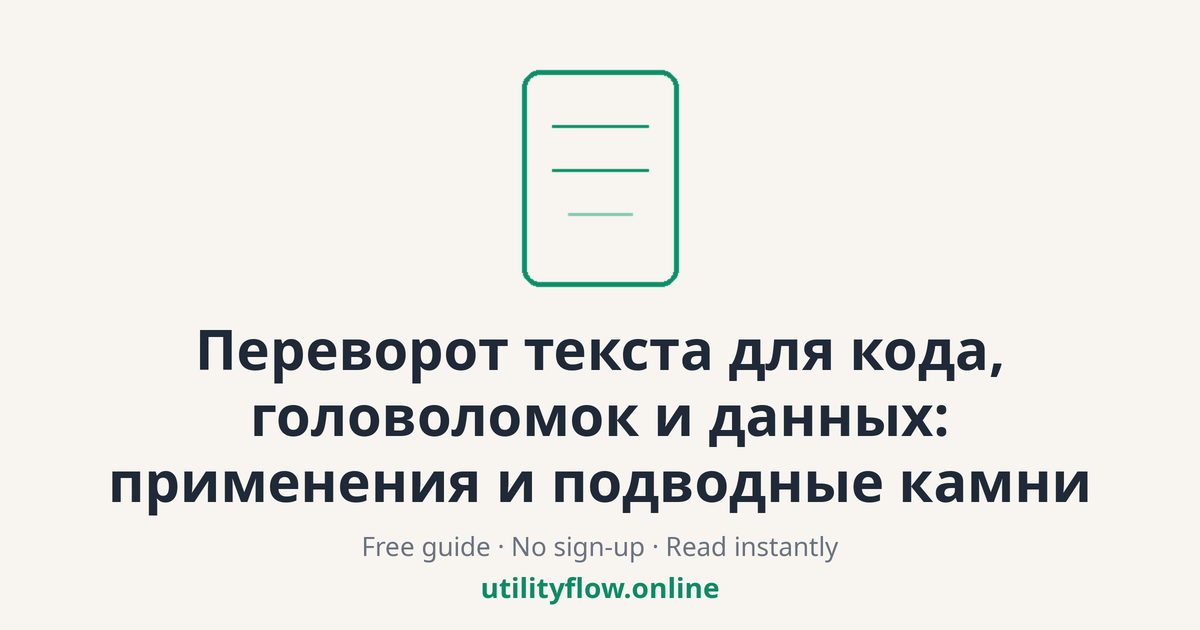 Переворот текста для кода,
головоломок и данных:
применения и подводные камни
Free guide · No sign-up · Read instantly
utilityflow.online